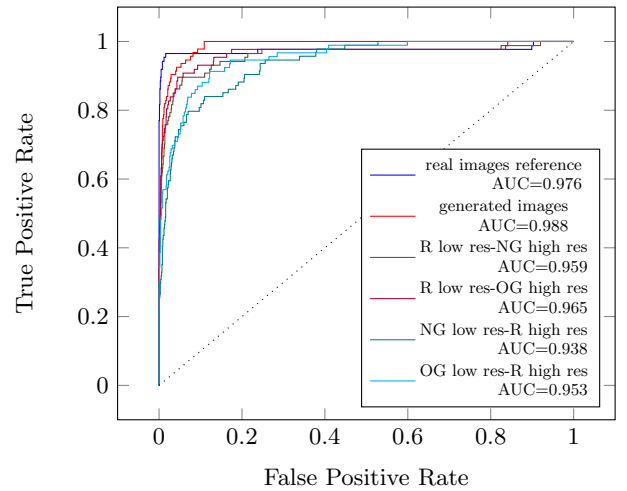 1
0.8
0.6
0.4
0.2
0
True Positive Rate
real images reference
AUC=0.976
generated images
AUC=0.988
R low res-NG high res
AUC=0.959
R low res-OG high res
AUC=0.965
NG low res-R high res
AUC=0.938
OG low res-R high res
AUC=0.953
0 0.2 0.4 0.6 0.8 1
False Positive Rate